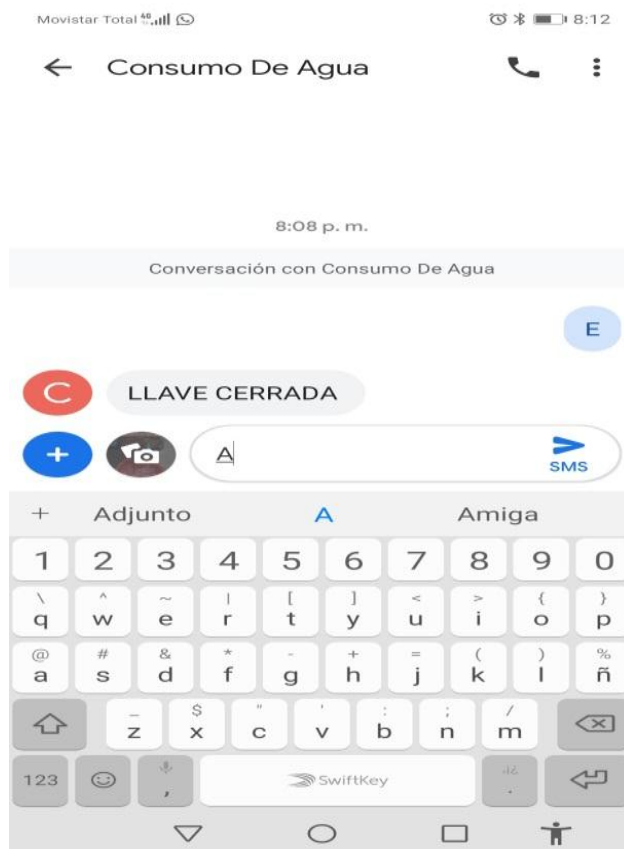 Movistar Total 4G 8:12
Consumo De Agua
8:08 p. m.
Conversación con Consumo De Agua
E
C LLAVE CERRADA
+ A SMS
+ Adjunto A Amiga
1 2 3 4 5 6 7 8 9 0
\ ^ ~ | [ ] < > { }
q w e r t y u i o p
@ # & * - + = ( ) %
a s d f g h j k l ñ
_ $ " ' : ; /
z x c v b n m
123 , SwiftKey .